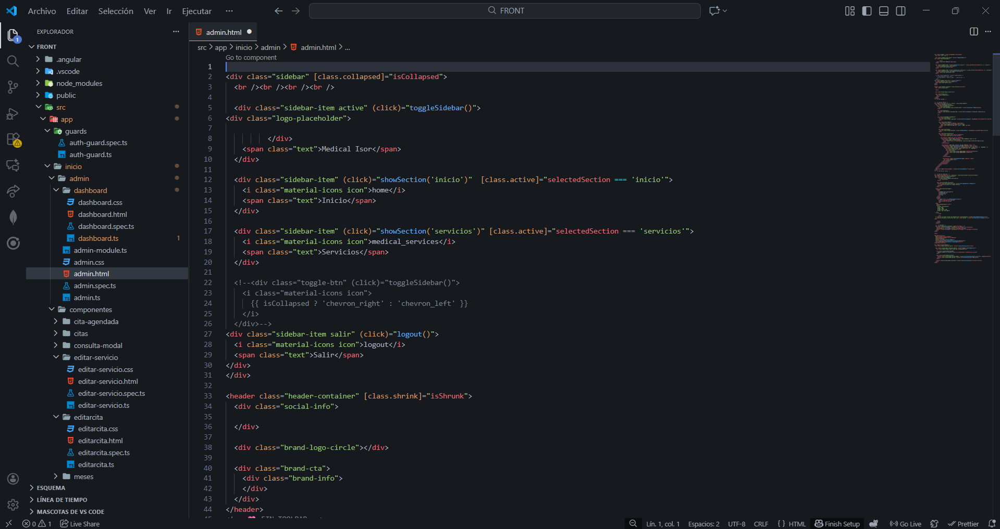 Archivo Editar Selección Ver Ir Ejecutar ···
FRONT
EXPLORADOR
FRONT
.angular
.vscode
node_modules
public
src
app
guards
auth-guard.spec.ts
auth-guard.ts
inicio
admin
dashboard
dashboard.css
dashboard.html
dashboard.spec.ts
dashboard.ts 1
admin-module.ts
admin.css
admin.html
admin.spec.ts
admin.ts
componentes
cita-agendada
citas
consulta-modal
editar-servicio
editar-servicio.css
editar-servicio.html
editar-servicio.spec.ts
editar-servicio.ts
editarcita
editarcita.css
editarcita.html
editarcita.spec.ts
editarcita.ts
meses
ESQUEMA
LÍNEA DE TIEMPO
MASCOTAS DE VS CODE
1
admin.html
src > app > inicio > admin > admin.html > ...
Go to component
1
2 <div class="sidebar" [class.collapsed]="isCollapsed">
3 <br /><br /><br /><br />
4
5 <div class="sidebar-item active" (click)="toggleSidebar()">
6 <div class="logo-placeholder">
7
8 </div>
9 <span class="text">Medical Isor</span>
10 </div>
11
12 <div class="sidebar-item" (click)="showSection('inicio')"  [class.active]="selectedSection === 'inicio'">
13 <i class="material-icons icon">home</i>
14 <span class="text">Inicio</span>
15 </div>
16
17 <div class="sidebar-item" (click)="showSection('servicios')" [class.active]="selectedSection === 'servicios'">
18 <i class="material-icons icon">medical_services</i>
19 <span class="text">Servicios</span>
20 </div>
21
22 <!--<div class="toggle-btn" (click)="toggleSidebar()">
23 <i class="material-icons icon">
24 {{ isCollapsed ? 'chevron_right' : 'chevron_left' }}
25 </i>
26 </div>-->
27 <div class="sidebar-item salir" (click)="logout()">
28 <i class="material-icons icon">logout</i>
29 <span class="text">Salir</span>
30 </div>
31 </div>
32
33 <header class="header-container" [class.shrink]="isShrunk">
34 <div class="social-info">
35
36 </div>
37
38 <div class="brand-logo-circle"></div>
39
40 <div class="brand-cta">
41 <div class="brand-info">
42 </div>
43 </div>
44 </header>
0 1 Live Share
Lín. 1, col. 1 Espacios: 2 UTF-8 CRLF {} HTML Finish Setup Go Live Prettier